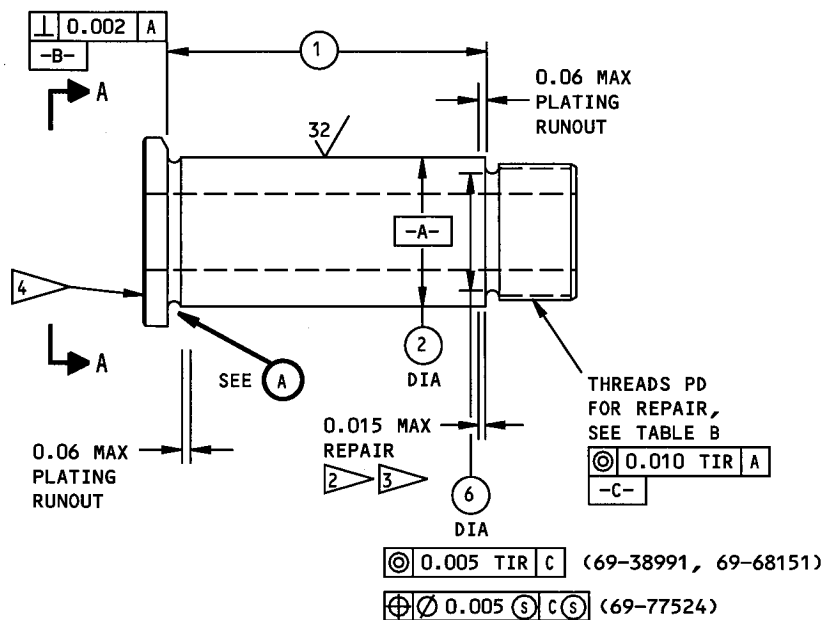 ⊥ 0.002 A
-B-
A
1
0.06 MAX
PLATING
RUNOUT
32
-A-
4
A
SEE A
2
DIA
0.06 MAX
PLATING
RUNOUT
0.015 MAX
REPAIR
2 3
6
DIA
THREADS PD
FOR REPAIR,
SEE TABLE B
◎ 0.010 TIR A
-C-
◎ 0.005 TIR C (69-38991, 69-68151)
⌖ ∅ 0.005 Ⓢ C Ⓢ (69-77524)